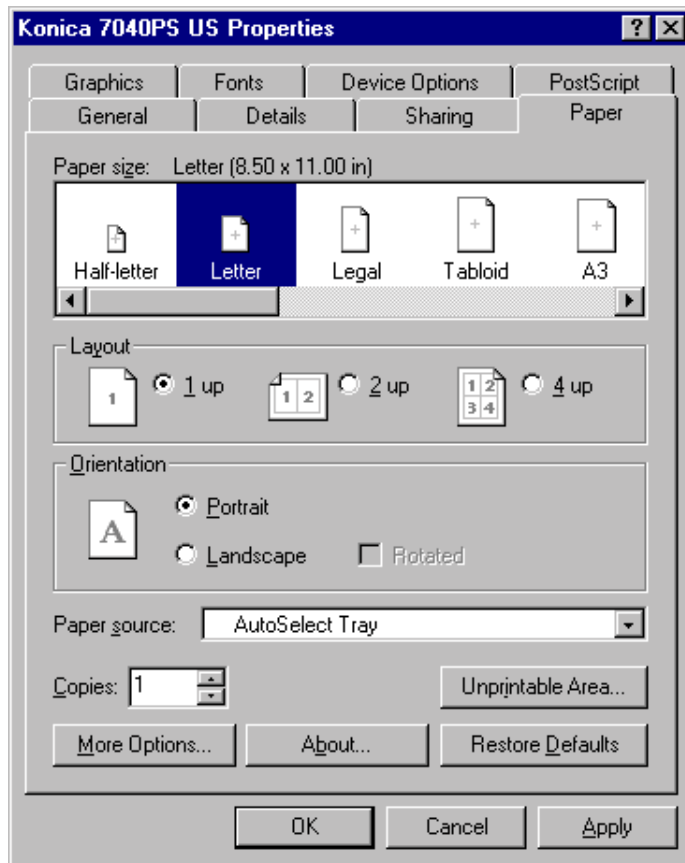 Konica 7040PS US Properties
Graphics Fonts Device Options PostScript
General Details Sharing Paper
Paper size: Letter (8.50 x 11.00 in)
Half-letter Letter Legal Tabloid A3
Layout
1 1 up 1 2 2 up 1 2 3 4 4 up
Orientation
A Portrait
Landscape Rotated
Paper source: AutoSelect Tray
Copies: 1 Unprintable Area...
More Options... About... Restore Defaults
OK Cancel Apply